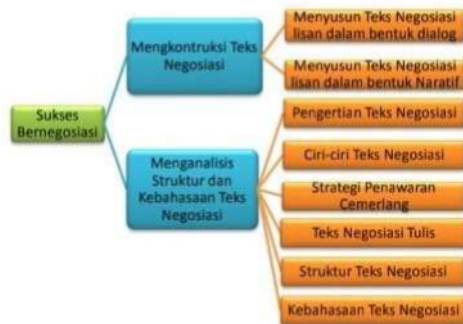 Sukses
Bernegosiasi
Mengkontruksi Teks
Negosiasi
Menyusun Teks Negosiasi
lisan dalam bentuk dialog
Menyusun Teks Negosiasi
lisan dalam bentuk Naratif
Menganalisis
Struktur dan
Kebahasaan Teks
Negosiasi
Pengertian Teks Negosiasi
Ciri-ciri Teks Negosiasi
Strategi Penawaran
Cemerlang
Teks Negosiasi Tulis
Struktur Teks Negosiasi
Kebahasaan Teks Negosiasi